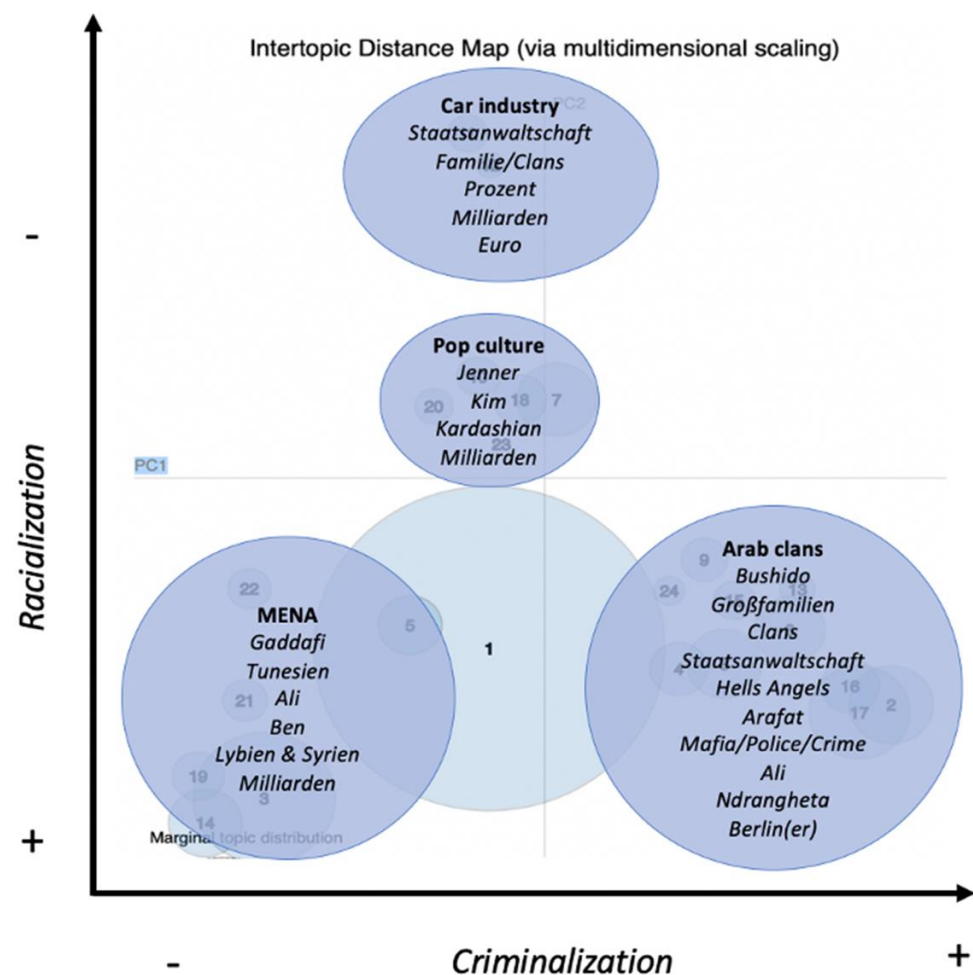 Intertopic Distance Map (via multidimensional scaling)
PC2
Car industry
Staatsanwaltschaft
Familie/Clans
Prozent
Milliarden
Euro
-
Pop culture
Jenner
Kim
Kardashian
Milliarden
20
18
7
23
PC1
Racialization
Arab clans
Bushido
Großfamilien
Clans
Staatsanwaltschaft
Hells Angels
Arafat
Mafia/Police/Crime
Ali
Ndrangheta
Berlin(er)
9
24
15
13
4
16
17
2
1
5
22
MENA
Gaddafi
Tunesien
Ali
Ben
Lybien & Syrien
Milliarden
21
19
3
14
Marginal topic distribution
+
-
Criminalization
+